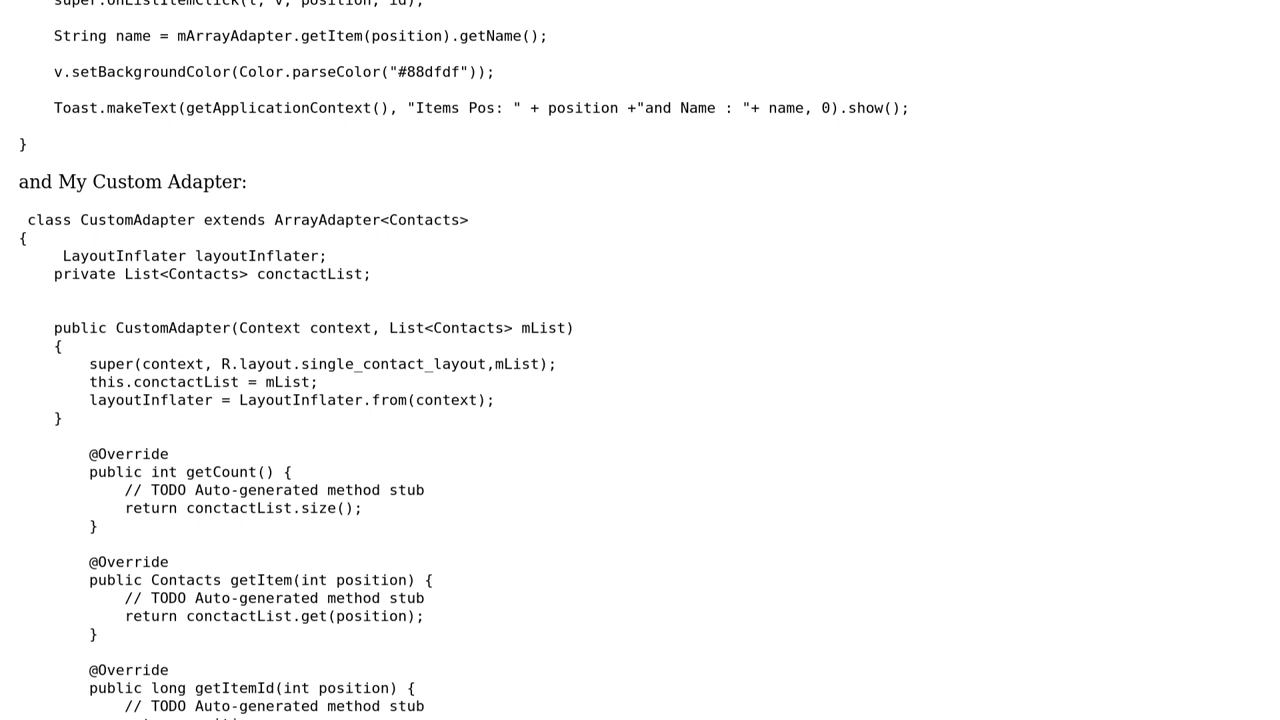 super.onListItemClick(l, v, position, id);
String name = mArrayAdapter.getItem(position).getName();
v.setBackgroundColor(Color.parseColor("#88dfdf"));
Toast.makeText(getApplicationContext(), "Items Pos: " + position +"and Name : "+ name, 0).show();
}
and My Custom Adapter:
class CustomAdapter extends ArrayAdapter<Contacts>
{
LayoutInflater layoutInflater;
private List<Contacts> conctactList;
public CustomAdapter(Context context, List<Contacts> mList)
{
super(context, R.layout.single_contact_layout,mList);
this.conctactList = mList;
layoutInflater = LayoutInflater.from(context);
}
@Override
public int getCount() {
// TODO Auto-generated method stub
return conctactList.size();
}
@Override
public Contacts getItem(int position) {
// TODO Auto-generated method stub
return conctactList.get(position);
}
@Override
public long getItemId(int position) {
// TODO Auto-generated method stub